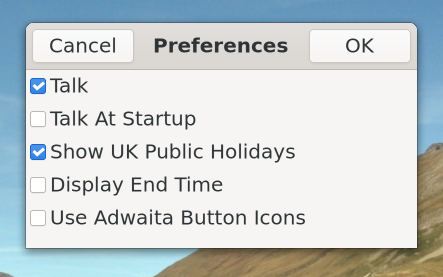 Cancel Preferences OK
Talk
Talk At Startup
Show UK Public Holidays
Display End Time
Use Adwaita Button Icons